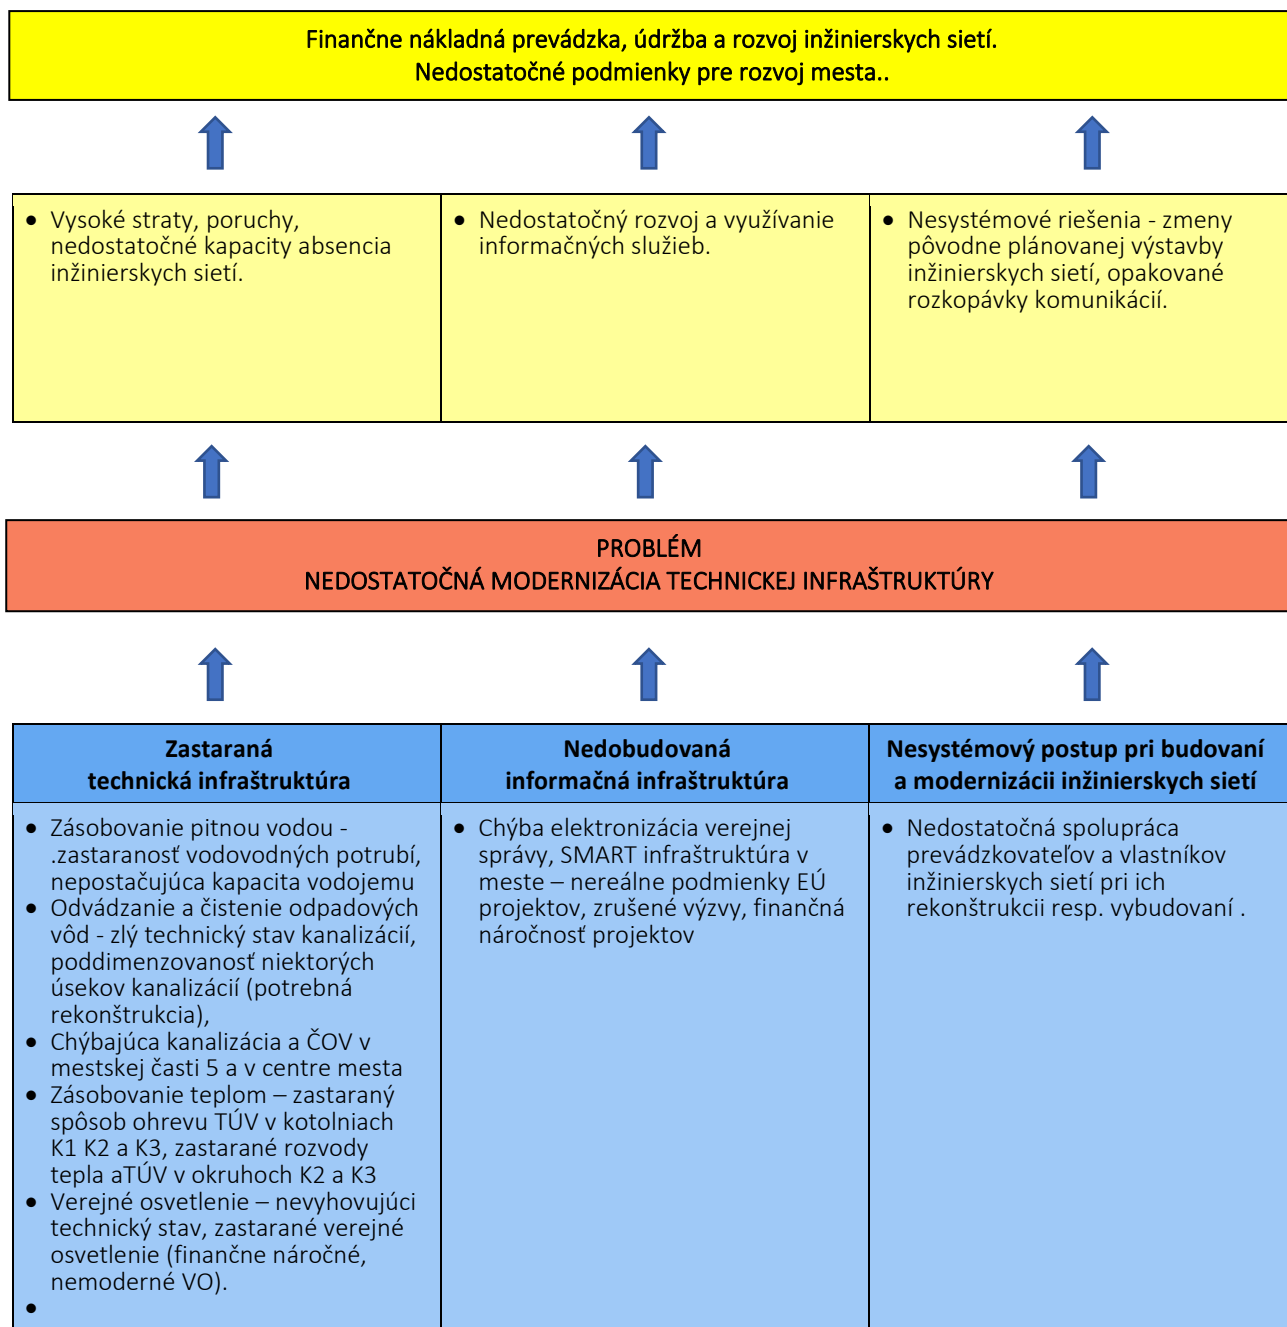 Finančne nákladná prevádzka, údržba a rozvoj inžinierskych sietí.
Nedostatočné podmienky pre rozvoj mesta..
• Vysoké straty, poruchy,
nedostatočné kapacity absencia
inžinierskych sietí.
• Nedostatočný rozvoj a využívanie
informačných služieb.
• Nesystémové riešenia - zmeny
pôvodne plánovanej výstavby
inžinierskych sietí, opakované
rozkopávky komunikácií.
PROBLÉM
NEDOSTATOČNÁ MODERNIZÁCIA TECHNICKEJ INFRAŠTRUKTÚRY
Zastaraná
technická infraštruktúra
Nedobudovaná
informačná infraštruktúra
Nesystémový postup pri budovaní
a modernizácii inžinierskych sietí
• Zásobovanie pitnou vodou -
.zastaranosť vodovodných potrubí,
nepostačujúca kapacita vodojemu
• Odvádzanie a čistenie odpadových
vôd - zlý technický stav kanalizácií,
poddimenzovanosť niektorých
úsekov kanalizácií (potrebná
rekonštrukcia),
• Chýbajúca kanalizácia a ČOV v
mestskej časti 5 a v centre mesta
• Zásobovanie teplom – zastaraný
spôsob ohrevu TÚV v kotolniach
K1 K2 a K3, zastarané rozvody
tepla aTÚV v okruhoch K2 a K3
• Verejné osvetlenie – nevyhovujúci
technický stav, zastarané verejné
osvetlenie (finančne náročné,
nemoderné VO).
•
• Chýba elektronizácia verejnej
správy, SMART infraštruktúra v
meste – nereálne podmienky EÚ
projektov, zrušené výzvy, finančná
náročnosť projektov
• Nedostatočná spolupráca
prevádzkovateľov a vlastníkov
inžinierskych sietí pri ich
rekonštrukcii resp. vybudovaní .